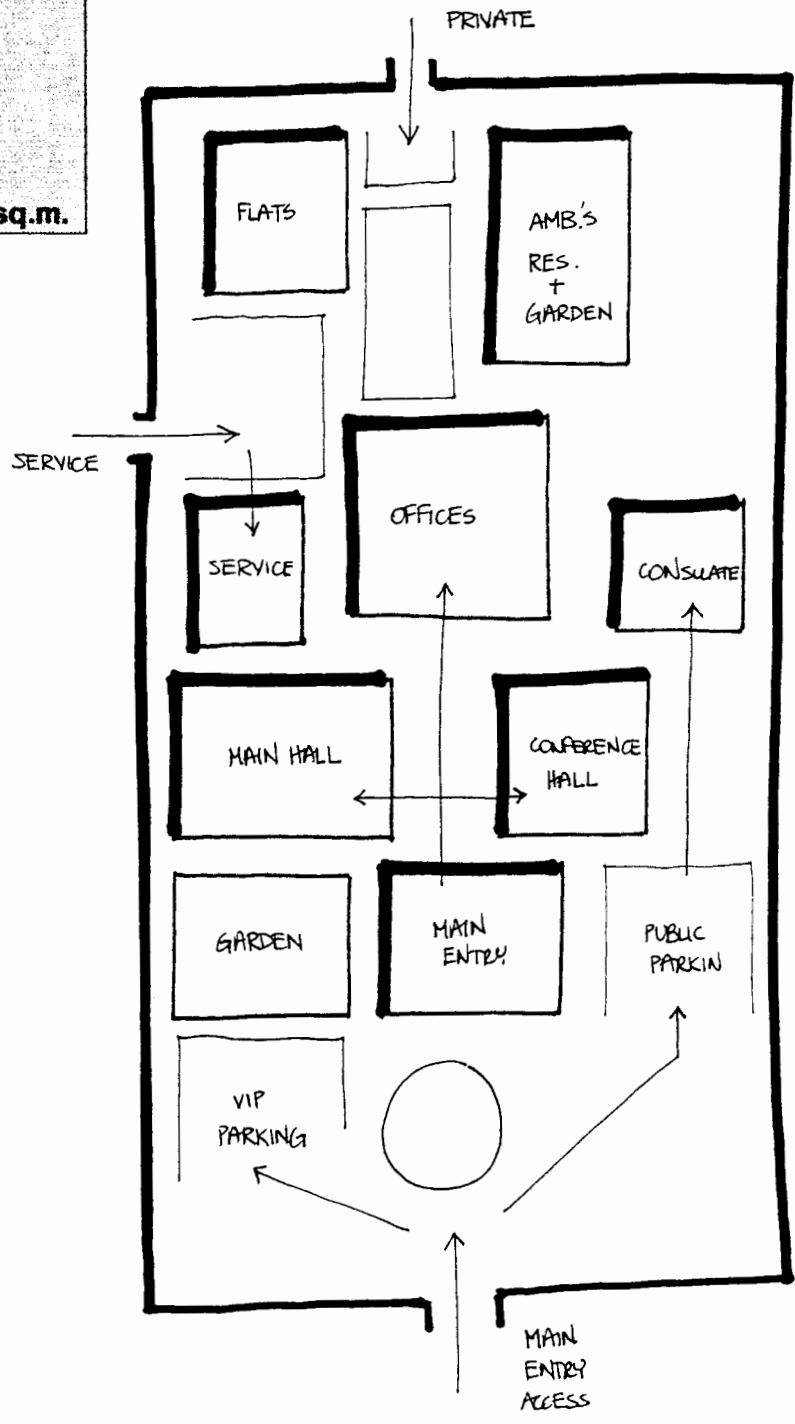 PRIVATE
sq.m.
FLATS
AMB.'S
RES.
+
GARDEN
SERVICE
OFFICES
SERVICE
CONSULATE
MAIN HALL
CONFERENCE
HALL
GARDEN
MAIN
ENTRY
PUBLIC
PARKIN
VIP
PARKING
MAIN
ENTRY
ACCESS